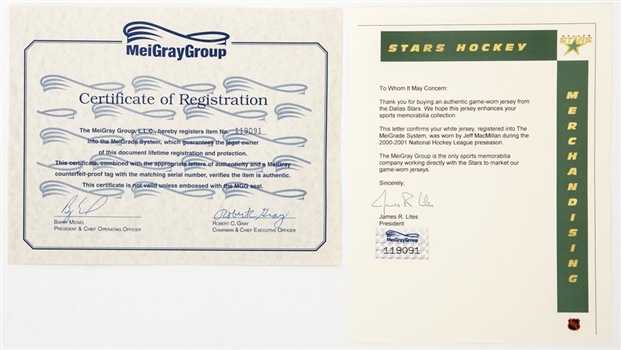 MeiGrayGroup
Certificate of Registration
The MeiGray Group, L.L.C. hereby registers item No. 119091
into the MeiGrade System, which guarantees the legal owner
of this document lifetime registration and protection.
This certificate, combined with the appropriate letters of authenticity and a MeiGray
counterfeit-proof tag with the matching serial number, verifies the item is authentic.
This certificate is not valid unless embossed with the MGG seal.
Robert C. Gray
Barry Meisel
President & Chief Operating Officer
Robert C. Gray
Chairman & Chief Executive Officer
STARS HOCKEY
STARS
MERCHANDISING
To Whom It May Concern:
Thank you for buying an authentic game-worn jersey from
the Dallas Stars. We hope this jersey enhances your
sports memorabilia collection.
This letter confirms your white jersey, registered into The
MeiGrade System, was worn by Jeff MacMillan during the
2000-2001 National Hockey League preseason.
The MeiGray Group is the only sports memorabilia
company working directly with the Stars to market our
game-worn jerseys.
Sincerely,
James R. Lites
James R. Lites
President
MeiGrayGroup
119091